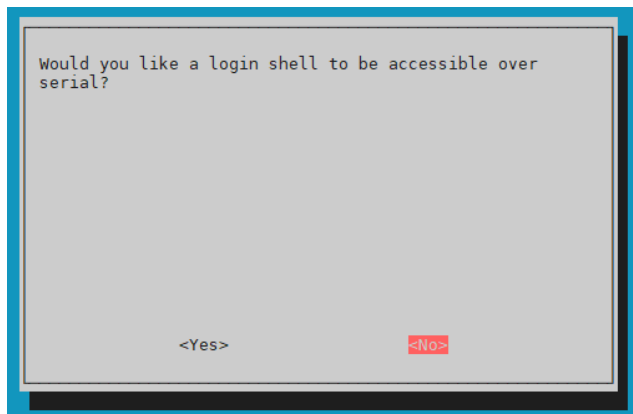 Would you like a login shell to be accessible over
serial?
<Yes> <No>